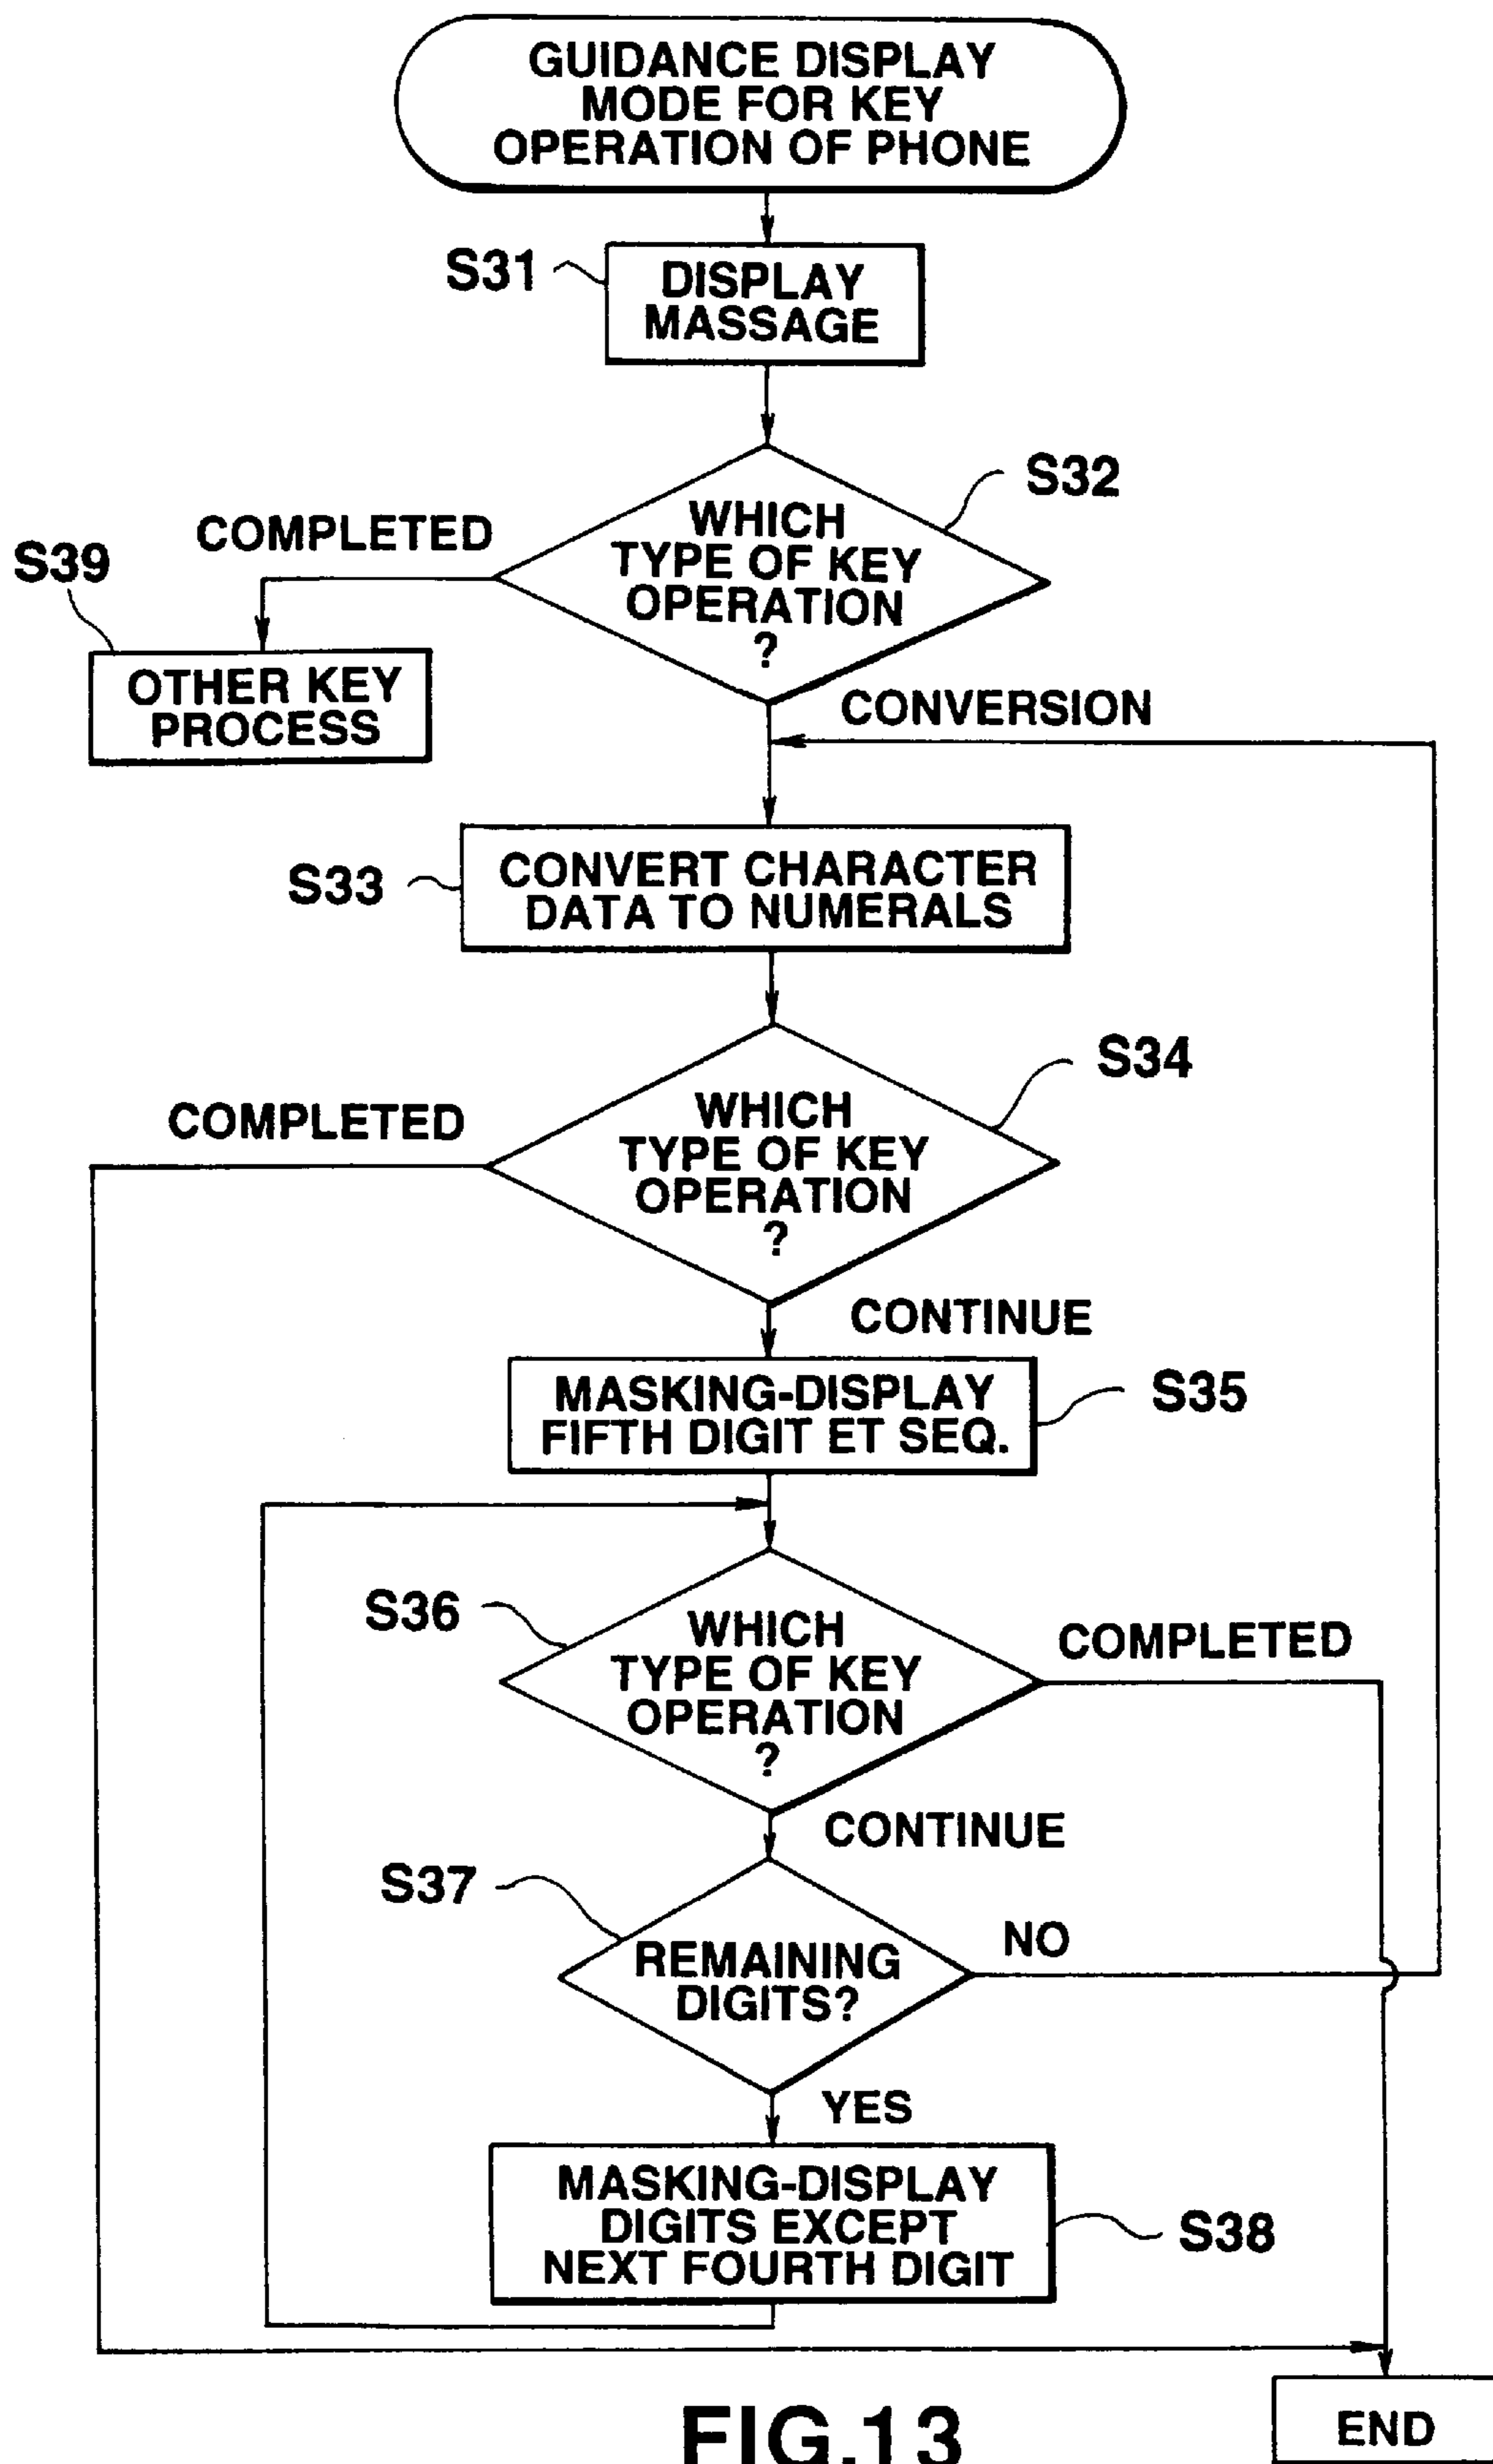 GUIDANCE DISPLAY
MODE FOR KEY
OPERATION OF PHONE
S31
DISPLAY
MASSAGE
S32
WHICH
TYPE OF KEY
OPERATION
?
COMPLETED
S39
OTHER KEY
PROCESS
CONVERSION
S33
CONVERT CHARACTER
DATA TO NUMERALS
S34
COMPLETED
WHICH
TYPE OF KEY
OPERATION
?
CONTINUE
MASKING-DISPLAY
FIFTH DIGIT ET SEQ.
S35
S36
WHICH
TYPE OF KEY
OPERATION
?
COMPLETED
CONTINUE
S37
REMAINING
DIGITS?
NO
YES
MASKING-DISPLAY
DIGITS EXCEPT
NEXT FOURTH DIGIT
S38
END
FIG.13